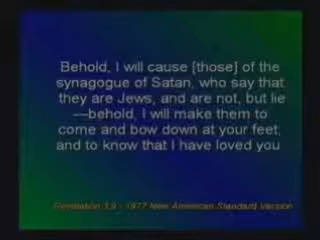 Behold, I will cause [those] of the
synagogue of Satan, who say that
they are Jews, and are not, but lie
—behold, I will make them to
come and bow down at your feet,
and to know that I have loved you
Revelation 3:9 - 1977 New American Standard Version